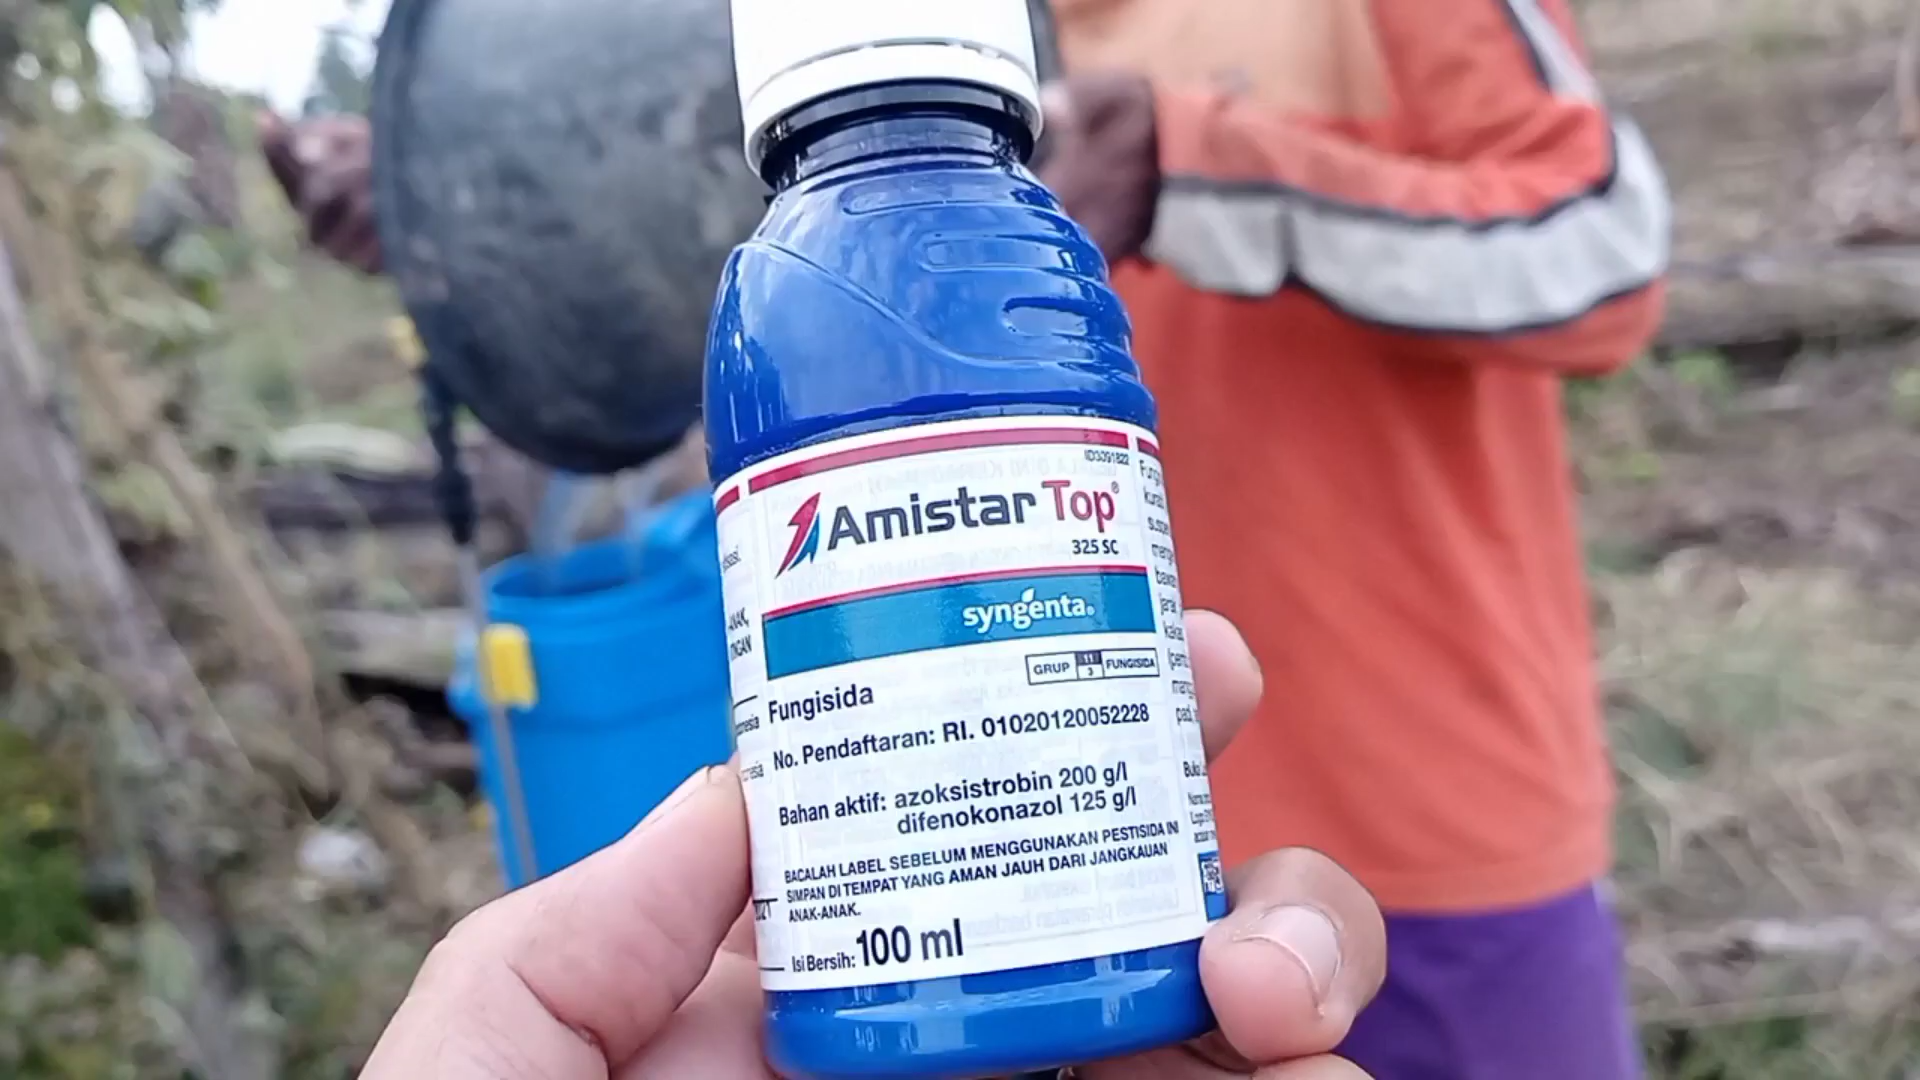 ID3391822
Amistar Top®
325 SC
syngenta®
GRUP 11 3 FUNGISIDA
Fungisida
No. Pendaftaran: RI. 01020120052228
Bahan aktif: azoksistrobin 200 g/l
difenokonazol 125 g/l
BACALAH LABEL SEBELUM MENGGUNAKAN PESTISIDA INI
SIMPAN DI TEMPAT YANG AMAN JAUH DARI JANGKAUAN
ANAK-ANAK.
Isi Bersih: 100 ml